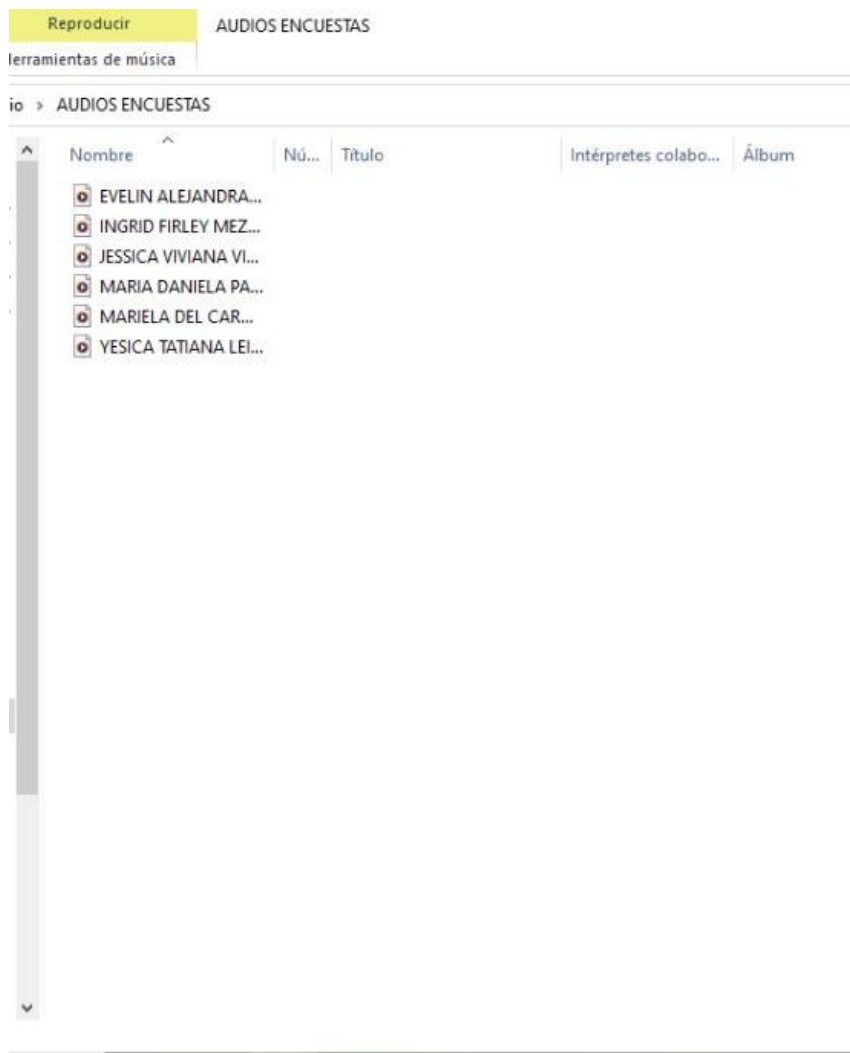 Reproducir AUDIOS ENCUESTAS
Herramientas de música
io > AUDIOS ENCUESTAS
Nombre Nú... Título Intérpretes colabo... Álbum
EVELIN ALEJANDRA...
INGRID FIRLEY MEZ...
JESSICA VIVIANA VI...
MARIA DANIELA PA...
MARIELA DEL CAR...
YESICA TATIANA LEI...